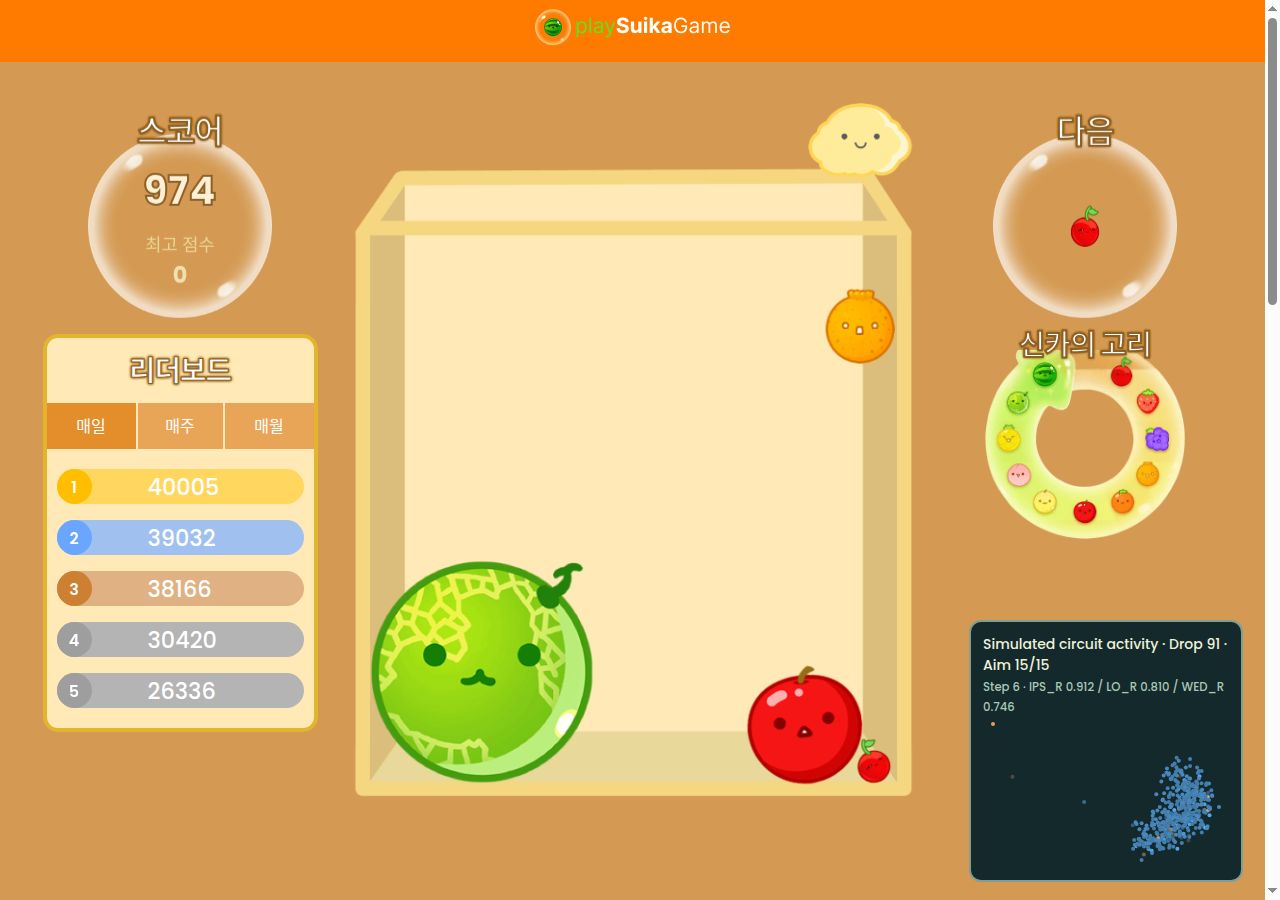 playSuikaGame
스코어
974
최고 점수
0
다음
리더보드
매일 매주 매월
1 40005
2 39032
3 38166
4 30420
5 26336
신카의 고리
Simulated circuit activity · Drop 91 ·
Aim 15/15
Step 6 · IPS_R 0.912 / LO_R 0.810 / WED_R
0.746